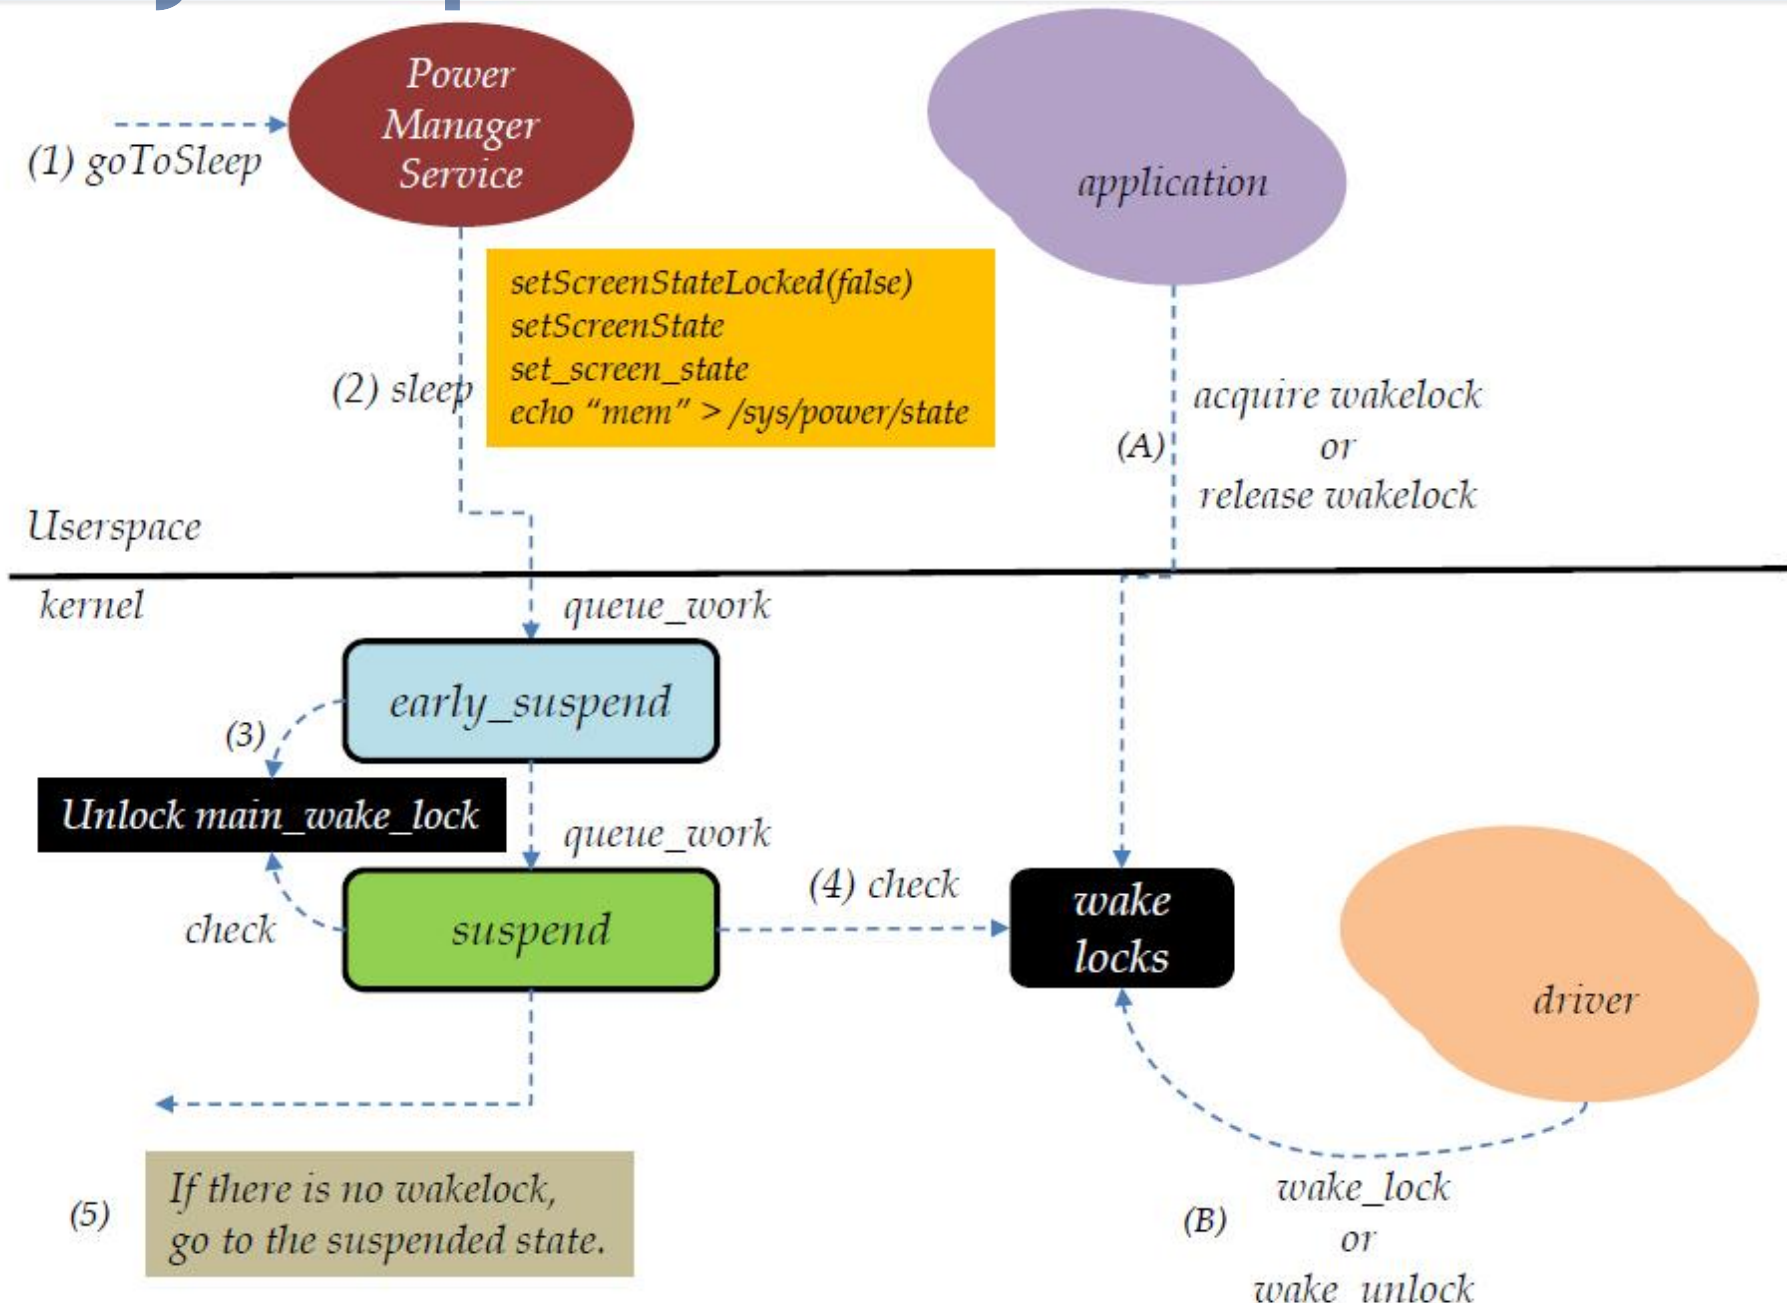 Power
Manager
Service
(1) goToSleep
application
setScreenStateLocked(false)
setScreenState
set_screen_state
echo “mem” > /sys/power/state
(2) sleep
(A)
acquire wakelock
or
release wakelock
Userspace
kernel
queue_work
early_suspend
(3)
Unlock main_wake_lock
queue_work
check
suspend
(4) check
wake
locks
driver
(5)
If there is no wakelock,
go to the suspended state.
(B)
wake_lock
or
wake_unlock